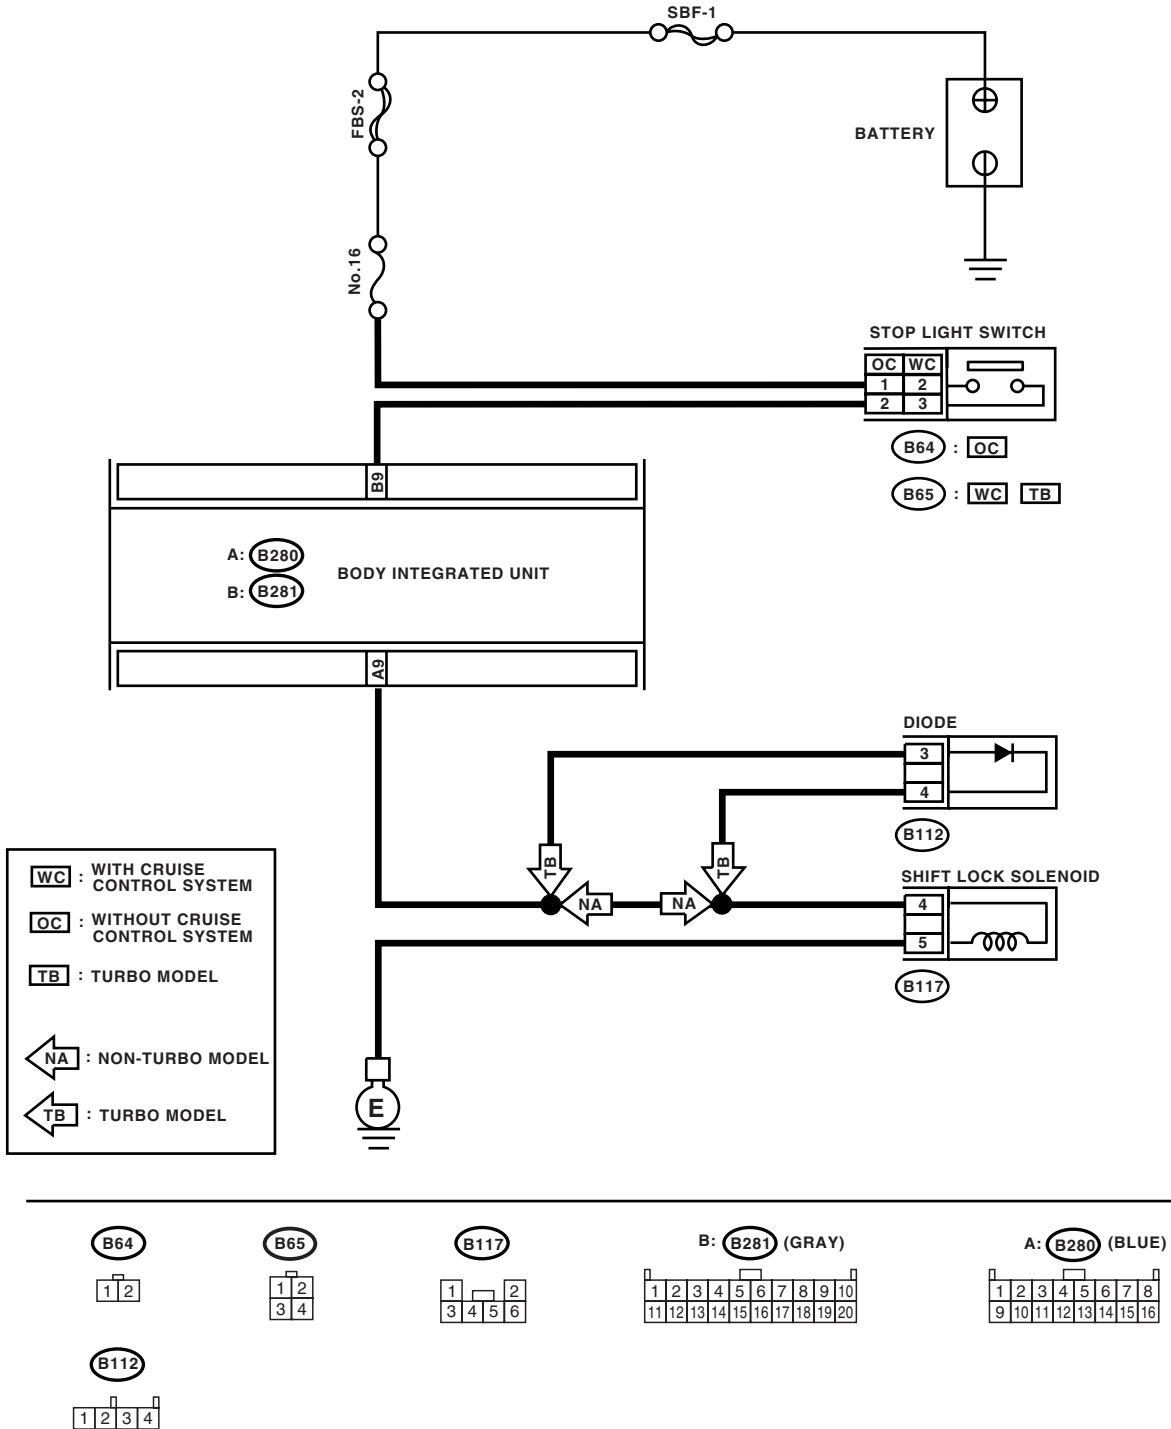 SBF-1
FBS-2
BATTERY
No.16
STOP LIGHT SWITCH
OC WC
1 2
2 3
B64 : OC
B65 : WC TB
B9
A: B280
B: B281
BODY INTEGRATED UNIT
A9
DIODE
3
4
B112
TB
TB
NA
NA
SHIFT LOCK SOLENOID
4
5
B117
WC : WITH CRUISE
CONTROL SYSTEM
OC : WITHOUT CRUISE
CONTROL SYSTEM
TB : TURBO MODEL
NA : NON-TURBO MODEL
TB : TURBO MODEL
E
B64
1 2
B65
1 2
3 4
B117
1 2
3 4 5 6
B: B281 (GRAY)
1 2 3 4 5 6 7 8 9 10
11 12 13 14 15 16 17 18 19 20
A: B280 (BLUE)
1 2 3 4 5 6 7 8
9 10 11 12 13 14 15 16
B112
1 2 3 4